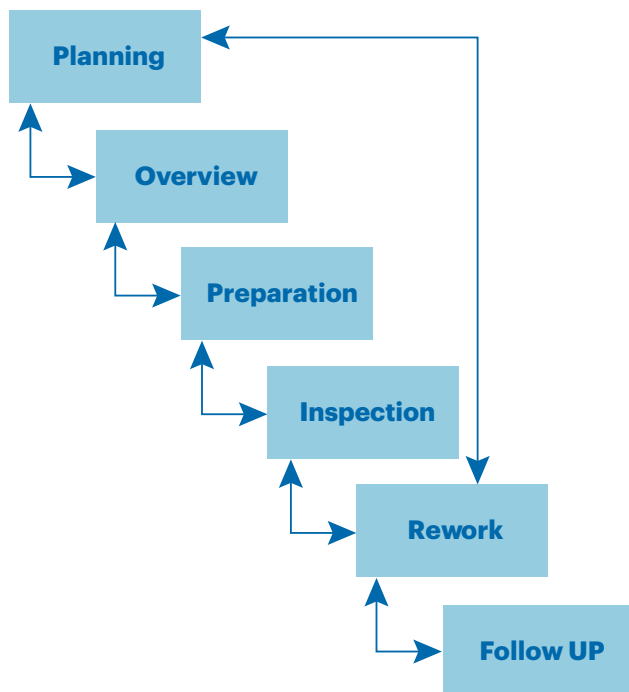 Planning
Overview
Preparation
Inspection
Rework
Follow UP